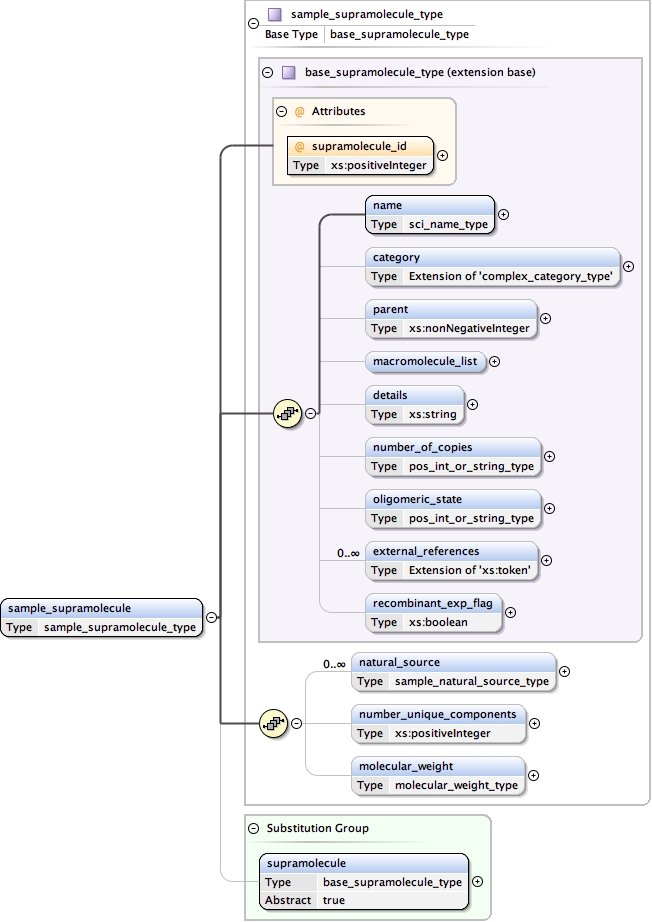 sample_supramolecule_type
Base Type base_supramolecule_type
base_supramolecule_type (extension base)
@ Attributes
@ supramolecule_id
Type xs:positiveInteger
name
Type sci_name_type
category
Type Extension of 'complex_category_type'
parent
Type xs:nonNegativeInteger
macromolecule_list
details
Type xs:string
number_of_copies
Type pos_int_or_string_type
oligomeric_state
Type pos_int_or_string_type
0..∞ external_references
Type Extension of 'xs:token'
recombinant_exp_flag
Type xs:boolean
sample_supramolecule
Type sample_supramolecule_type
0..∞ natural_source
Type sample_natural_source_type
number_unique_components
Type xs:positiveInteger
molecular_weight
Type molecular_weight_type
Substitution Group
supramolecule
Type base_supramolecule_type
Abstract true